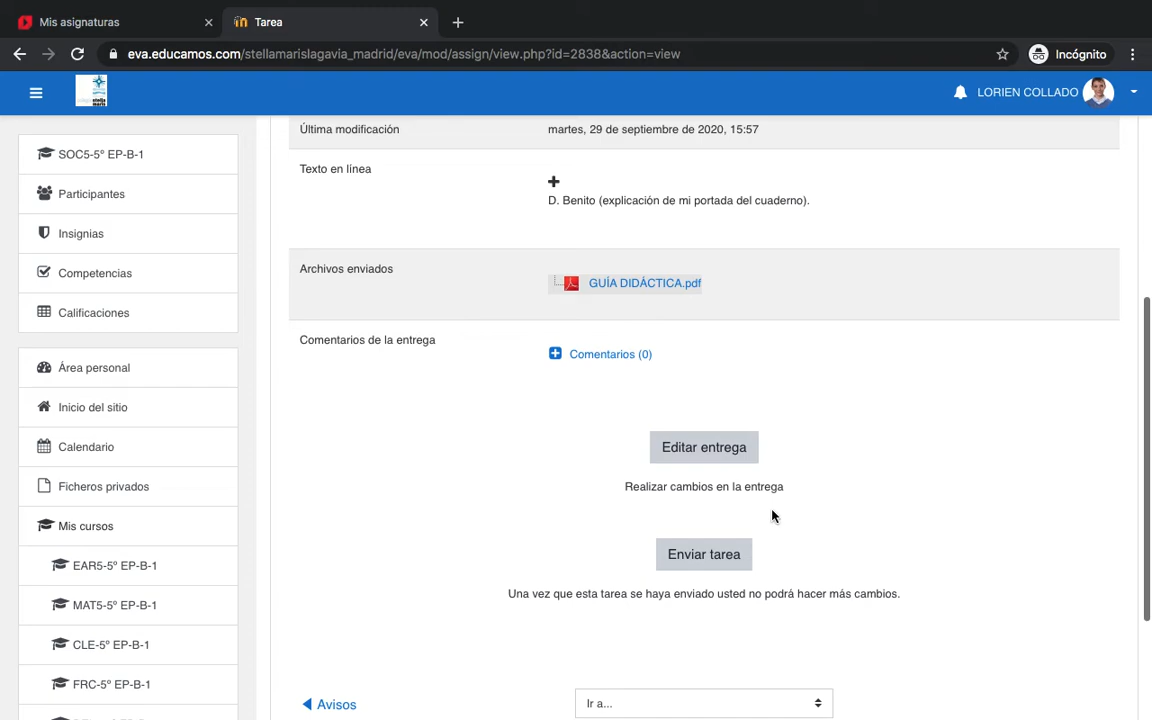 Mis asignaturas
Tarea
eva.educamos.com/stellamarislagavia_madrid/eva/mod/assign/view.php?id=2838&action=view
Incógnito
LORIEN COLLADO
SOC5-5º EP-B-1
Participantes
Insignias
Competencias
Calificaciones
Área personal
Inicio del sitio
Calendario
Ficheros privados
Mis cursos
EAR5-5º EP-B-1
MAT5-5º EP-B-1
CLE-5º EP-B-1
FRC-5º EP-B-1
Última modificación
martes, 29 de septiembre de 2020, 15:57
Texto en línea
D. Benito (explicación de mi portada del cuaderno).
Archivos enviados
GUÍA DIDÁCTICA.pdf
Comentarios de la entrega
Comentarios (0)
Editar entrega
Realizar cambios en la entrega
Enviar tarea
Una vez que esta tarea se haya enviado usted no podrá hacer más cambios.
Avisos
Ir a...